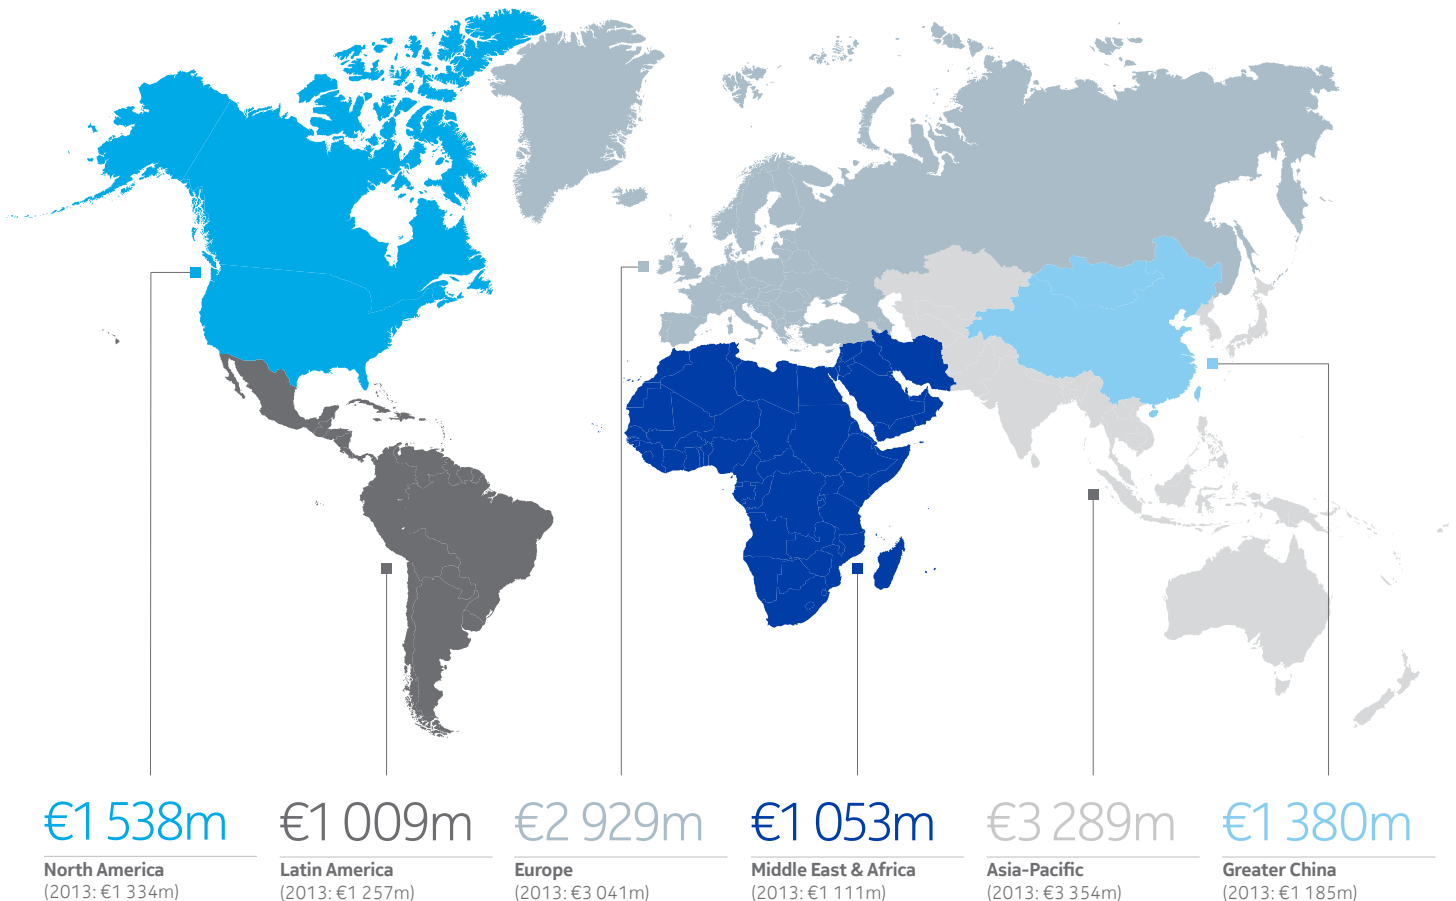 €1 538m
North America
(2013: €1 334m)
€1 009m
Latin America
(2013: €1 257m)
€2 929m
Europe
(2013: €3 041m)
€1 053m
Middle East & Africa
(2013: €1 111m)
€3 289m
Asia-Pacific
(2013: €3 354m)
€1 380m
Greater China
(2013: €1 185m)